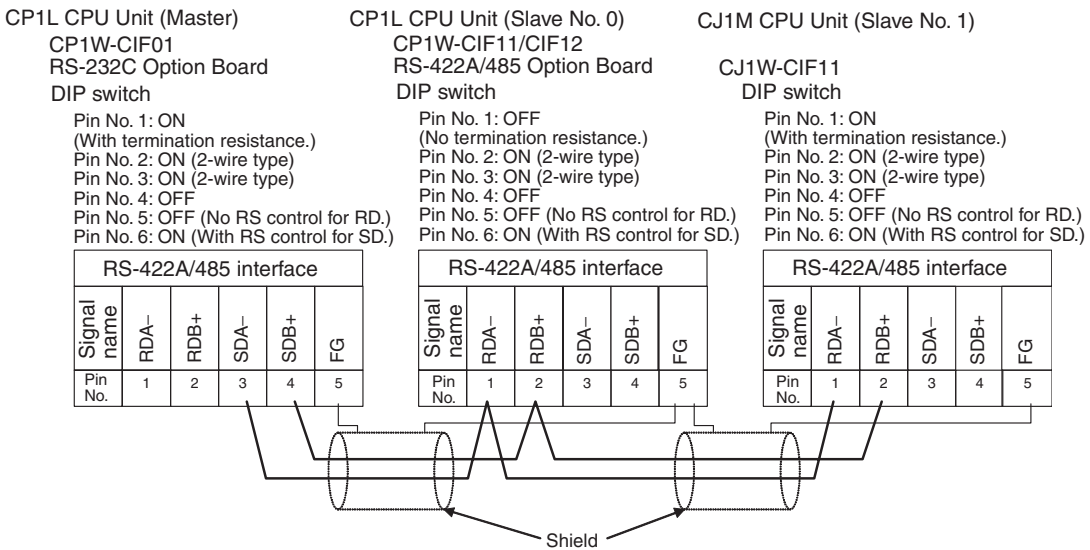 CP1L CPU Unit (Master)
CP1W-CIF01
RS-232C Option Board
DIP switch
Pin No. 1: ON
(With termination resistance.)
Pin No. 2: ON (2-wire type)
Pin No. 3: ON (2-wire type)
Pin No. 4: OFF
Pin No. 5: OFF (No RS control for RD.)
Pin No. 6: ON (With RS control for SD.)
RS-422A/485 interface
Signal name RDA– RDB+ SDA– SDB+ FG
Pin No. 1 2 3 4 5
CP1L CPU Unit (Slave No. 0)
CP1W-CIF11/CIF12
RS-422A/485 Option Board
DIP switch
Pin No. 1: OFF
(No termination resistance.)
Pin No. 2: ON (2-wire type)
Pin No. 3: ON (2-wire type)
Pin No. 4: OFF
Pin No. 5: OFF (No RS control for RD.)
Pin No. 6: ON (With RS control for SD.)
RS-422A/485 interface
Signal name RDA– RDB+ SDA– SDB+ FG
Pin No. 1 2 3 4 5
CJ1M CPU Unit (Slave No. 1)
CJ1W-CIF11
DIP switch
Pin No. 1: ON
(With termination resistance.)
Pin No. 2: ON (2-wire type)
Pin No. 3: ON (2-wire type)
Pin No. 4: OFF
Pin No. 5: OFF (No RS control for RD.)
Pin No. 6: ON (With RS control for SD.)
RS-422A/485 interface
Signal name RDA– RDB+ SDA– SDB+ FG
Pin No. 1 2 3 4 5
Shield